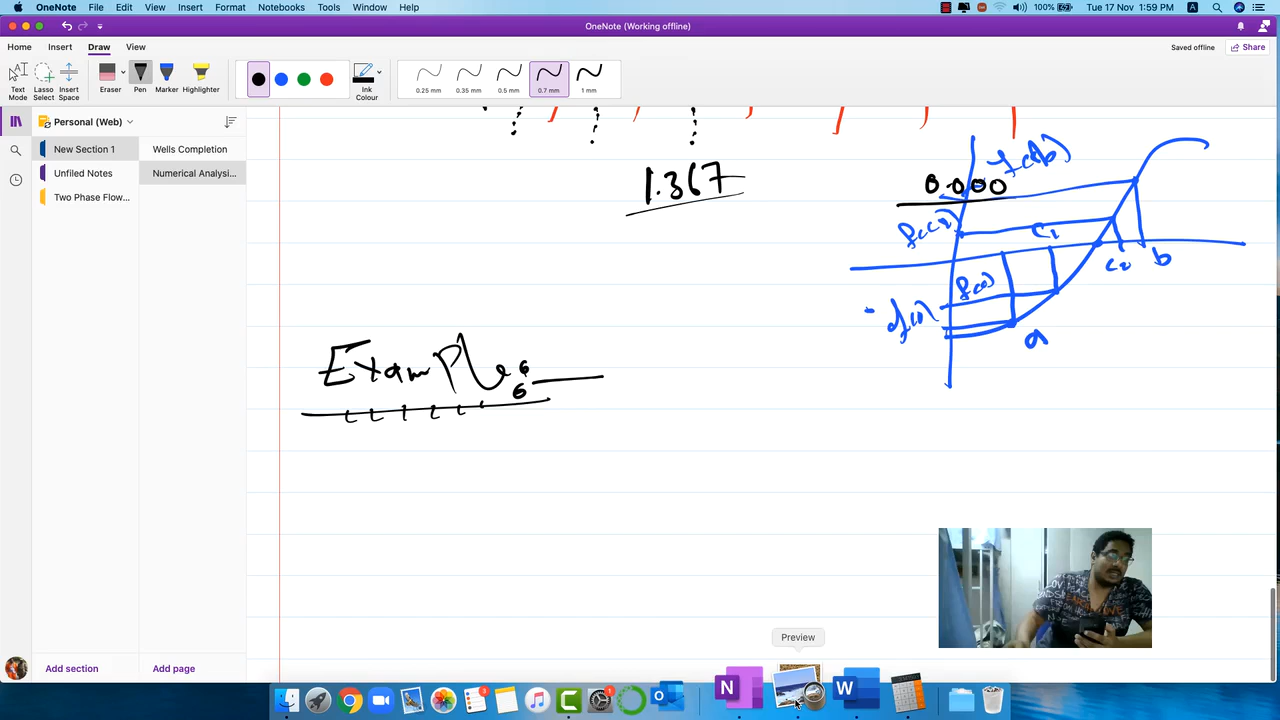 OneNote File Edit View Insert Format Notebooks Tools Window Help 100% Tue 17 Nov 1:59 PM A
OneNote (Working offline)
Home Insert Draw View Saved offline Share
Text Mode Lasso Select Insert Space Eraser Pen Marker Highlighter Ink Colour 0.25 mm 0.35 mm 0.5 mm 0.7 mm 1 mm
Personal (Web)
New Section 1
Unfiled Notes
Two Phase Flow...
Wells Completion
Numerical Analysi...
1.367
0.000
f(b)
C1
C2
b
a
Example:
LOV
Preview
N
W
3
1
Add section
Add page